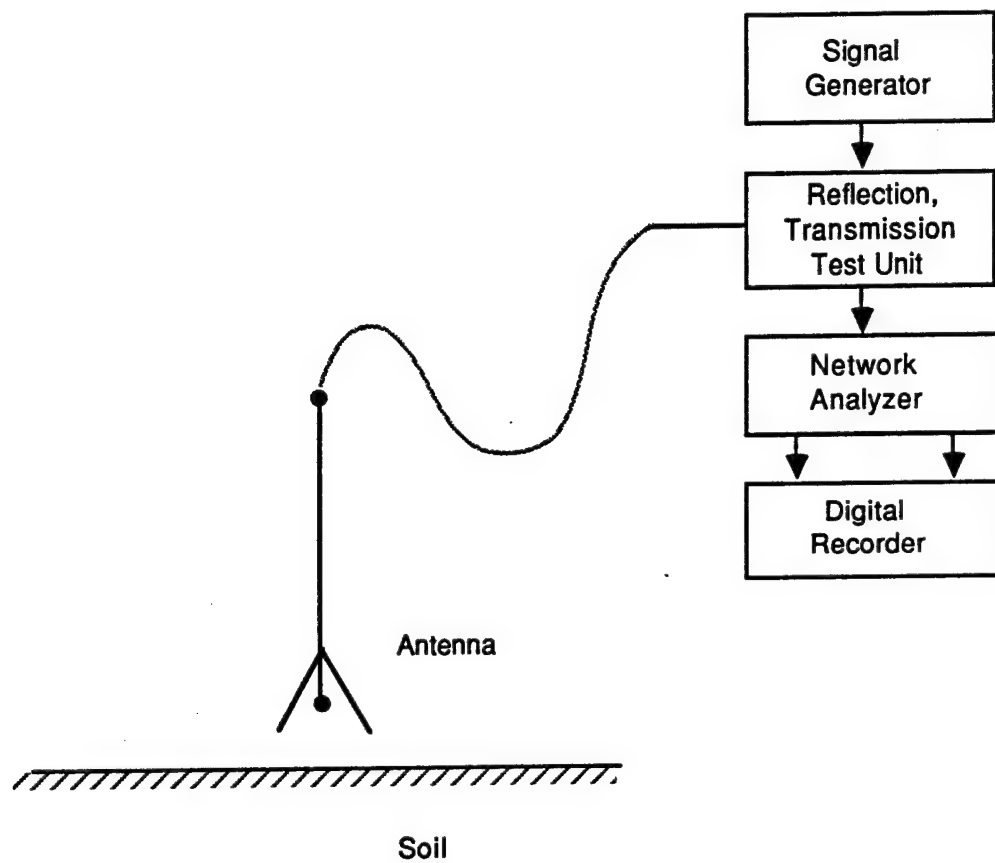 Signal
Generator
Reflection,
Transmission
Test Unit
Network
Analyzer
Digital
Recorder
Antenna
Soil